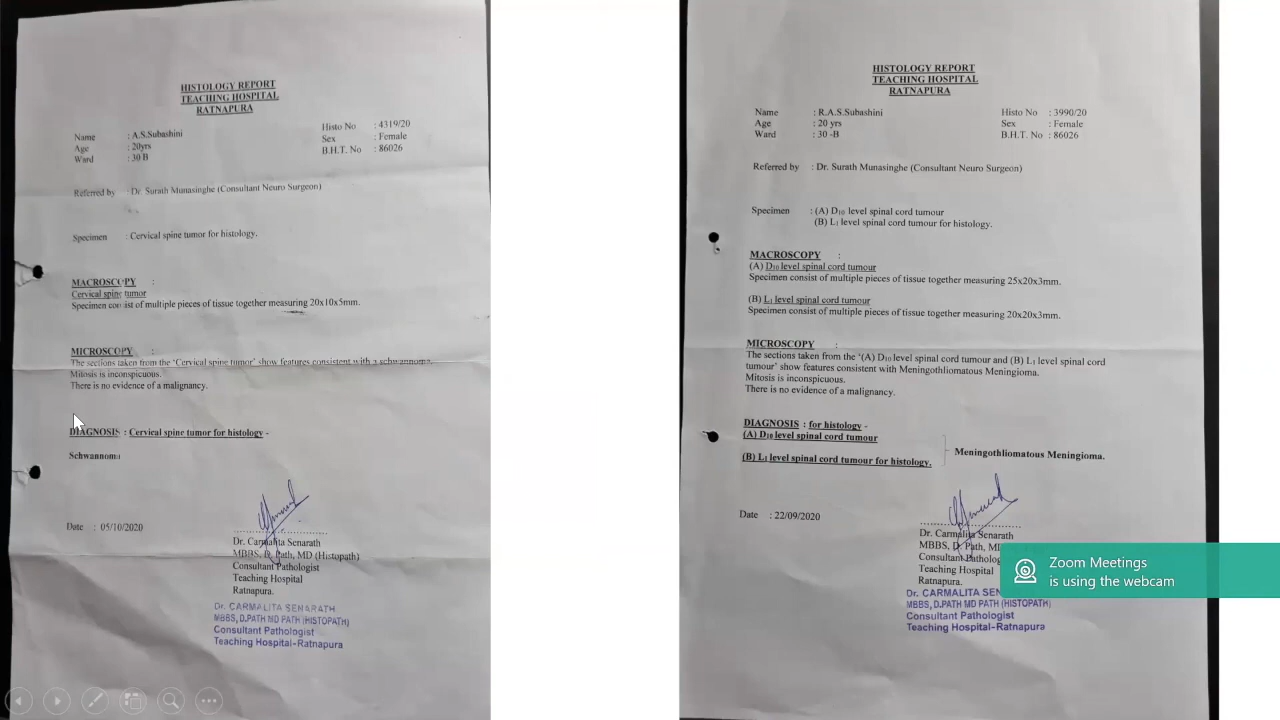 HISTOLOGY REPORT
TEACHING HOSPITAL
RATNAPURA
Name : A.S.Subashini
Age : 20yrs
Ward : 30 B
Histo No : 4319/20
Sex : Female
B.H.T. No : 86026
Referred by : Dr. Surath Munasinghe (Consultant Neuro Surgeon)
Specimen : Cervical spine tumor for histology.
MACROSCOPY :
Cervical spine tumor
Specimen consist of multiple pieces of tissue together measuring 20x10x5mm.
MICROSCOPY :
The sections taken from the 'Cervical spine tumor' show features consistent with a schwannoma.
Mitosis is inconspicuous.
There is no evidence of a malignancy.
DIAGNOSIS : Cervical spine tumor for histology -
Schwannoma
Date : 05/10/2020
Dr. Carmalita Senarath
MBBS, D. Path, MD (Histopath)
Consultant Pathologist
Teaching Hospital
Ratnapura.
Dr. CARMALITA SENARATH
MBBS, D.PATH MD PATH (HISTOPATH)
Consultant Pathologist
Teaching Hospital-Ratnapura
HISTOLOGY REPORT
TEACHING HOSPITAL
RATNAPURA
Name : R.A.S.Subashini
Age : 20 yrs
Ward : 30 -B
Histo No : 3990/20
Sex : Female
B.H.T. No : 86026
Referred by : Dr. Surath Munasinghe (Consultant Neuro Surgeon)
Specimen : (A) D10 level spinal cord tumour
(B) L1 level spinal cord tumour for histology.
MACROSCOPY :
(A) D10 level spinal cord tumour
Specimen consist of multiple pieces of tissue together measuring 25x20x3mm.
(B) L1 level spinal cord tumour
Specimen consist of multiple pieces of tissue together measuring 20x20x3mm.
MICROSCOPY :
The sections taken from the '(A) D10 level spinal cord tumour and (B) L1 level spinal cord
tumour' show features consistent with Meningothliomatous Meningioma.
Mitosis is inconspicuous.
There is no evidence of a malignancy.
DIAGNOSIS : for histology -
(A) D10 level spinal cord tumour
(B) L1 level spinal cord tumour for histology.
Meningothliomatous Meningioma.
Date : 22/09/2020
Dr. Carmalita Senarath
MBBS, D. Path, MD
Consultant Patholog
Teaching Hospital
Ratnapura.
Dr. CARMALITA SEN
MBBS, D.PATH MD PATH (HISTOPATH)
Consultant Pathologist
Teaching Hospital-Ratnapura
Zoom Meetings
is using the webcam